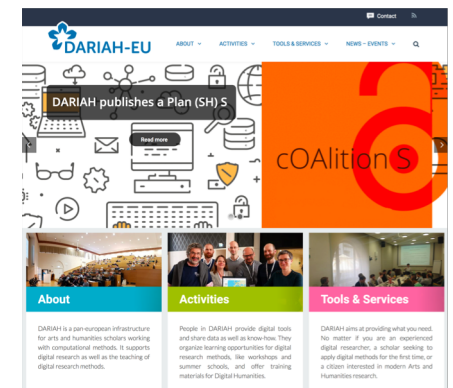 Contact
DARIAH-EU
ABOUT
ACTIVITIES
TOOLS & SERVICES
NEWS – EVENTS
DARIAH publishes a Plan (SH) S
Read more
cOAlition S
About
DARIAH is a pan-european infrastructure
for arts and humanities scholars working
with computational methods. It supports
digital research as well as the teaching of
digital research methods.
Activities
People in DARIAH provide digital tools
and share data as well as know-how. They
organize learning opportunities for digital
research methods, like workshops and
summer schools, and offer training
materials for Digital Humanities.
Tools & Services
DARIAH aims at providing what you need.
No matter if you are an experienced
digital researcher, a scholar seeking to
apply digital methods for the first time, or
a citizen interested in modern Arts and
Humanities research.